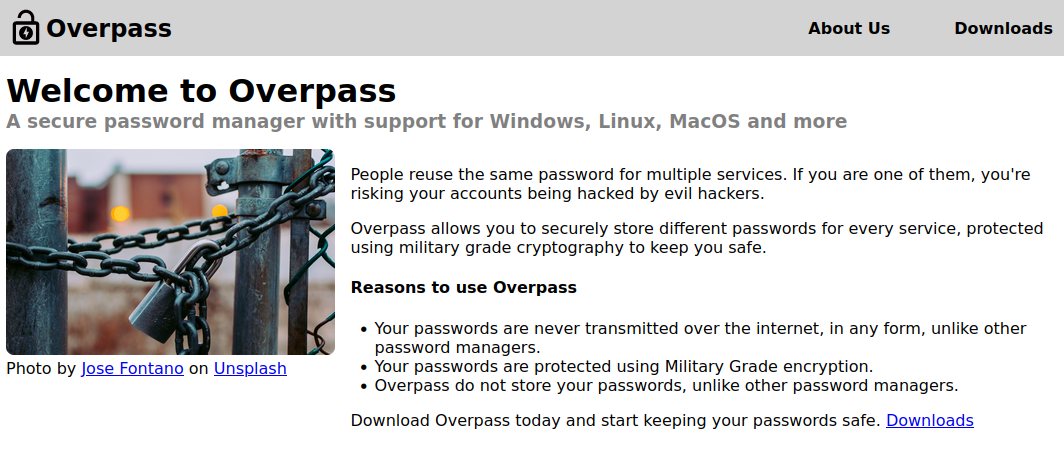 Overpass
About Us
Downloads
Welcome to Overpass
A secure password manager with support for Windows, Linux, MacOS and more
People reuse the same password for multiple services. If you are one of them, you're
risking your accounts being hacked by evil hackers.
Overpass allows you to securely store different passwords for every service, protected
using military grade cryptography to keep you safe.
Reasons to use Overpass
• Your passwords are never transmitted over the internet, in any form, unlike other
password managers.
• Your passwords are protected using Military Grade encryption.
• Overpass do not store your passwords, unlike other password managers.
Download Overpass today and start keeping your passwords safe. Downloads
Photo by Jose Fontano on Unsplash